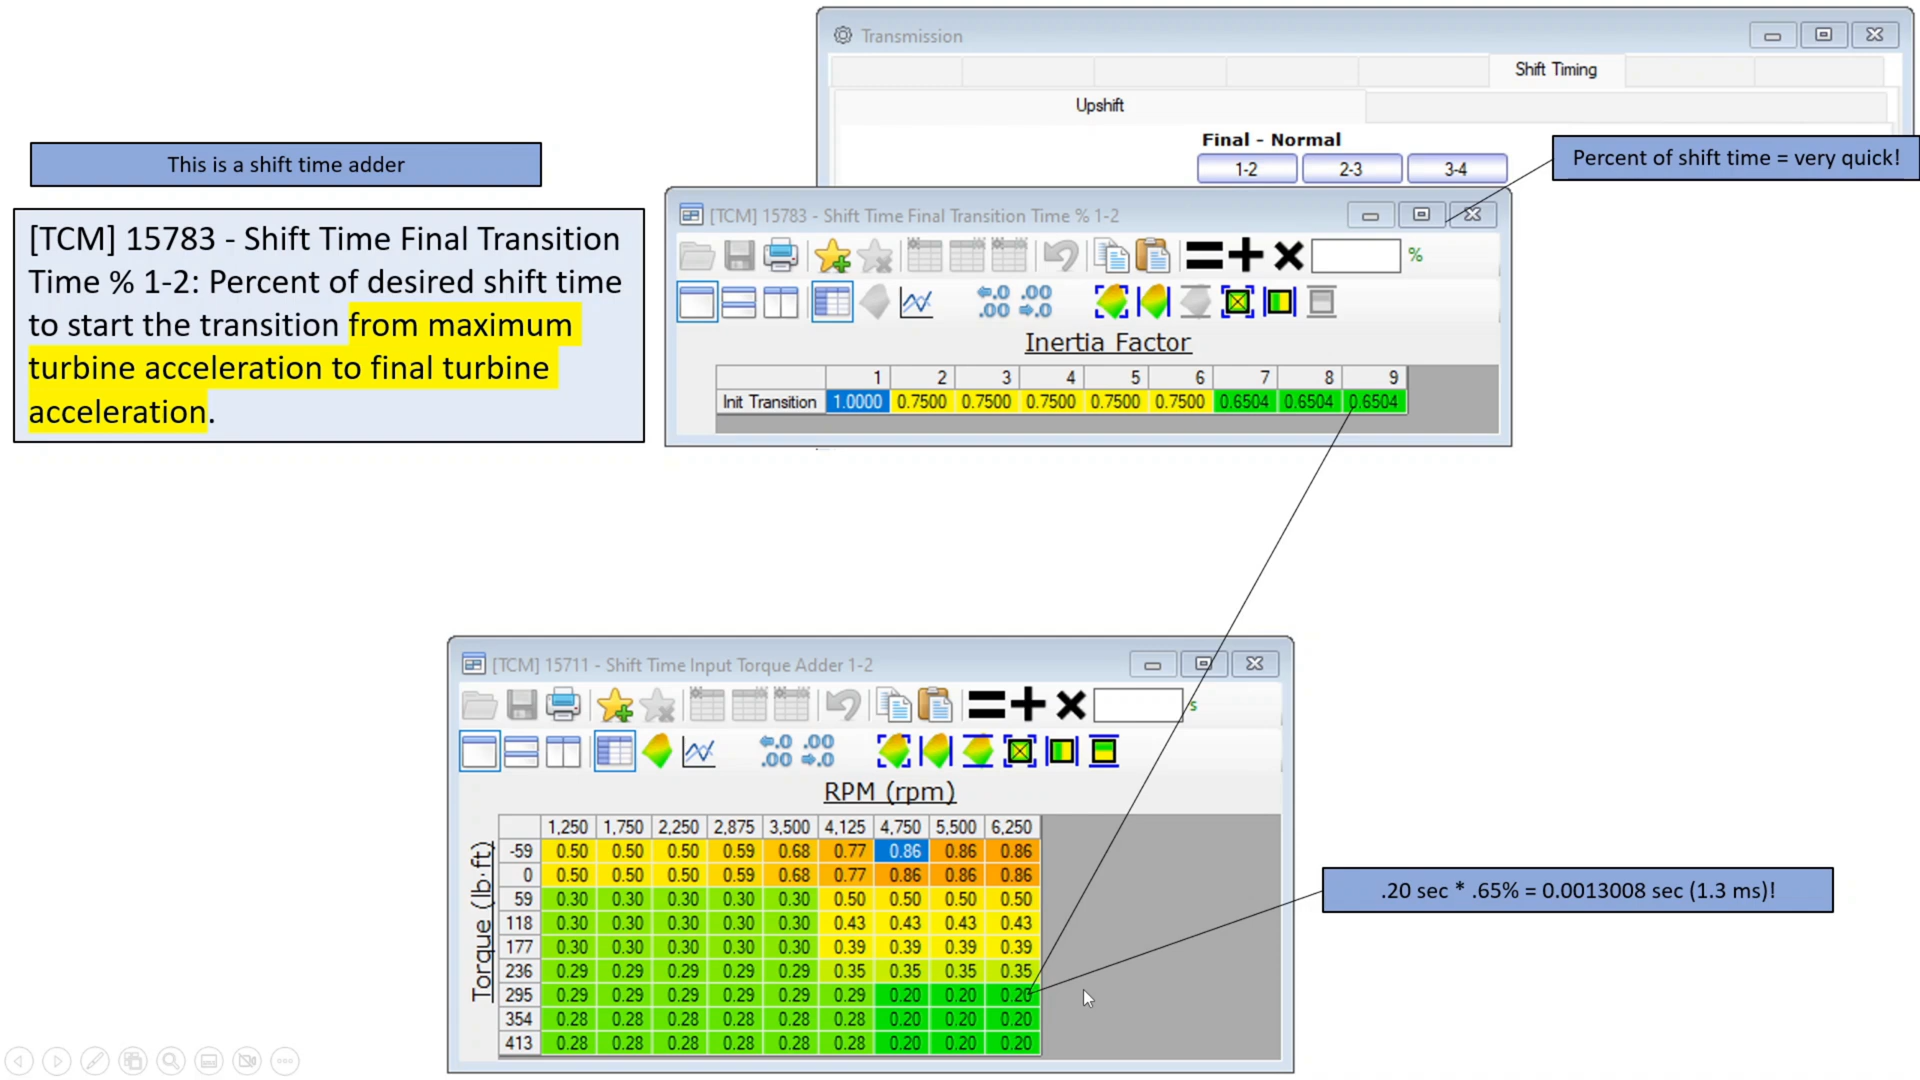 Transmission
Shift Timing
Upshift
Final - Normal
1-2 2-3 3-4
Percent of shift time = very quick!
This is a shift time adder
[TCM] 15783 - Shift Time Final Transition
Time % 1-2: Percent of desired shift time
to start the transition from maximum
turbine acceleration to final turbine
acceleration.
[TCM] 15783 - Shift Time Final Transition Time % 1-2
%
.0 .00
.00 .0
Inertia Factor
1 2 3 4 5 6 7 8 9
Init Transition 1.0000 0.7500 0.7500 0.7500 0.7500 0.7500 0.6504 0.6504 0.6504
[TCM] 15711 - Shift Time Input Torque Adder 1-2
s
.0 .00
.00 .0
RPM (rpm)
Torque (lb·ft)
1,250 1,750 2,250 2,875 3,500 4,125 4,750 5,500 6,250
-59 0.50 0.50 0.50 0.59 0.68 0.77 0.86 0.86 0.86
0 0.50 0.50 0.50 0.59 0.68 0.77 0.86 0.86 0.86
59 0.30 0.30 0.30 0.30 0.30 0.50 0.50 0.50 0.50
118 0.30 0.30 0.30 0.30 0.30 0.43 0.43 0.43 0.43
177 0.30 0.30 0.30 0.30 0.30 0.39 0.39 0.39 0.39
236 0.29 0.29 0.29 0.29 0.29 0.35 0.35 0.35 0.35
295 0.29 0.29 0.29 0.29 0.29 0.29 0.20 0.20 0.20
354 0.28 0.28 0.28 0.28 0.28 0.28 0.20 0.20 0.20
413 0.28 0.28 0.28 0.28 0.28 0.28 0.20 0.20 0.20
.20 sec * .65% = 0.0013008 sec (1.3 ms)!